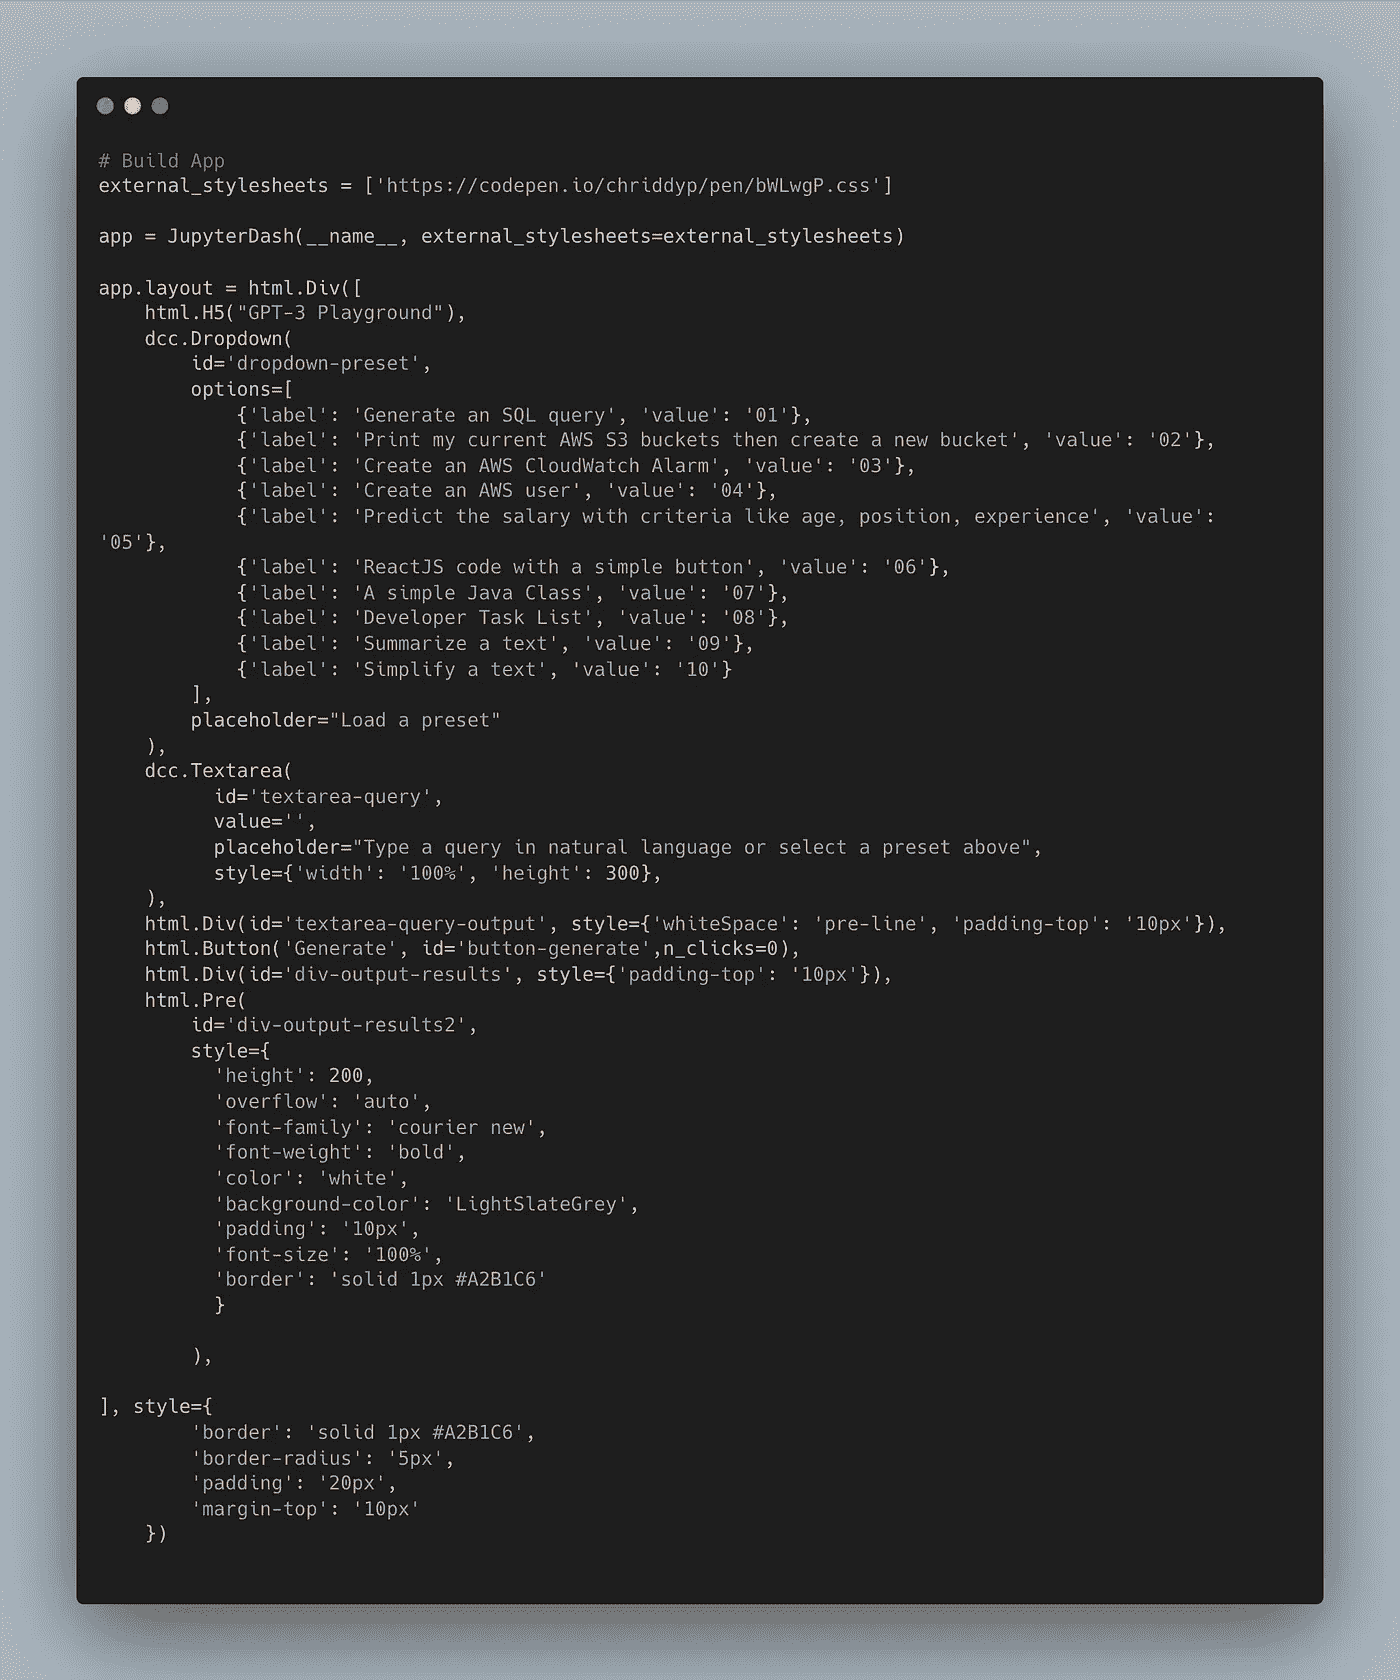 # Build App
external_stylesheets = ['https://codepen.io/chriddyp/pen/bWLwgP.css']

app = JupyterDash(__name__, external_stylesheets=external_stylesheets)

app.layout = html.Div([
    html.H5("GPT-3 Playground"),
    dcc.Dropdown(
        id='dropdown-preset',
        options=[
            {'label': 'Generate an SQL query', 'value': '01'},
            {'label': 'Print my current AWS S3 buckets then create a new bucket', 'value': '02'},
            {'label': 'Create an AWS CloudWatch Alarm', 'value': '03'},
            {'label': 'Create an AWS user', 'value': '04'},
            {'label': 'Predict the salary with criteria like age, position, experience', 'value':
'05'},
            {'label': 'ReactJS code with a simple button', 'value': '06'},
            {'label': 'A simple Java Class', 'value': '07'},
            {'label': 'Developer Task List', 'value': '08'},
            {'label': 'Summarize a text', 'value': '09'},
            {'label': 'Simplify a text', 'value': '10'}
        ],
        placeholder="Load a preset"
    ),
    dcc.Textarea(
          id='textarea-query',
          value='',
          placeholder="Type a query in natural language or select a preset above",
          style={'width': '100%', 'height': 300},
    ),
    html.Div(id='textarea-query-output', style={'whiteSpace': 'pre-line', 'padding-top': '10px'}),
    html.Button('Generate', id='button-generate',n_clicks=0),
    html.Div(id='div-output-results', style={'padding-top': '10px'}),
    html.Pre(
        id='div-output-results2',
        style={
          'height': 200,
          'overflow': 'auto',
          'font-family': 'courier new',
          'font-weight': 'bold',
          'color': 'white',
          'background-color': 'LightSlateGrey',
          'padding': '10px',
          'font-size': '100%',
          'border': 'solid 1px #A2B1C6'
          }

        ),

], style={
        'border': 'solid 1px #A2B1C6',
        'border-radius': '5px',
        'padding': '20px',
        'margin-top': '10px'
    })